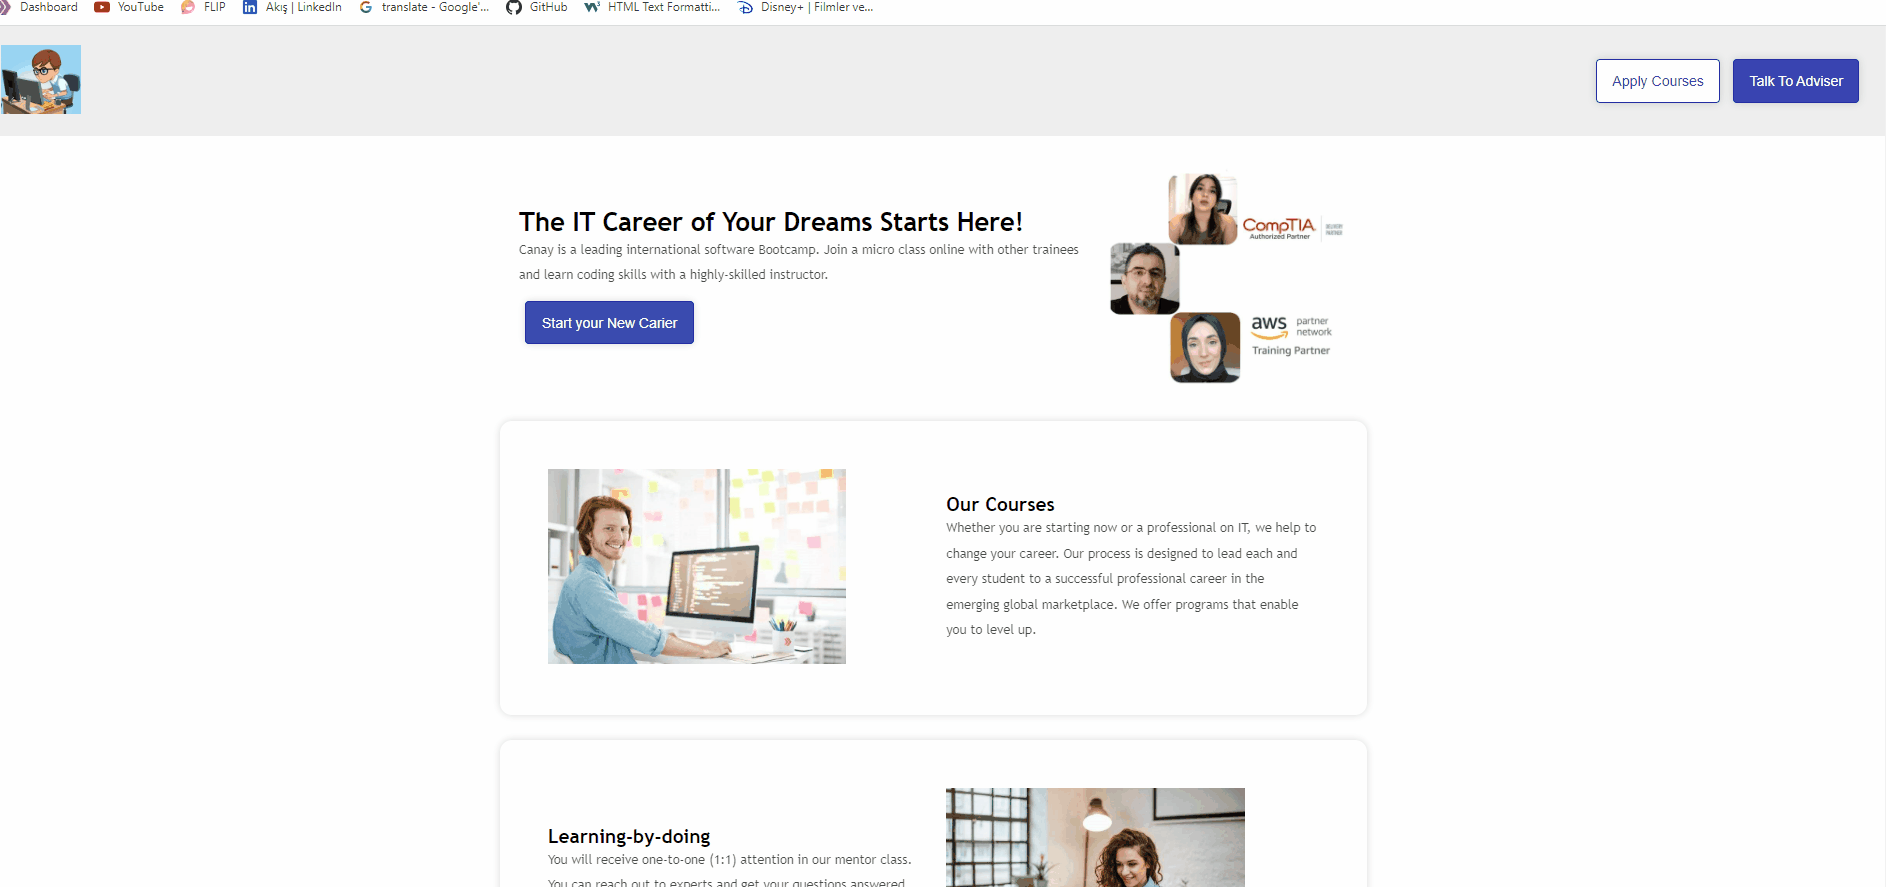 Dashboard YouTube FLIP Akış | LinkedIn translate - Google'... GitHub HTML Text Formatti... Disney+ | Filmler ve...
Apply Courses Talk To Adviser
The IT Career of Your Dreams Starts Here!
Canay is a leading international software Bootcamp. Join a micro class online with other trainees
and learn coding skills with a highly-skilled instructor.
Start your New Carier
CompTIA.
Authorized Partner
DELIVERY
PARTNER
aws partner
network
Training Partner
Our Courses
Whether you are starting now or a professional on IT, we help to
change your career. Our process is designed to lead each and
every student to a successful professional career in the
emerging global marketplace. We offer programs that enable
you to level up.
Learning-by-doing
You will receive one-to-one (1:1) attention in our mentor class.
You can reach out to experts and get your questions answered